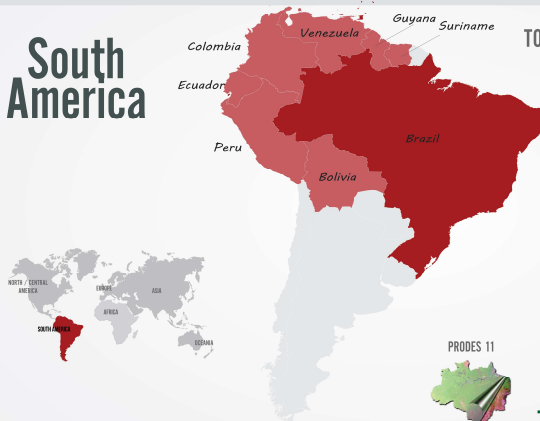 South
America
Colombia
Venezuela
Guyana
Suriname
Ecuador
Peru
Brazil
Bolivia
TO
NORTH / CENTRAL
AMERICA
EUROPE
ASIA
AFRICA
SOUTH AMERICA
OCEANIA
PRODES 11